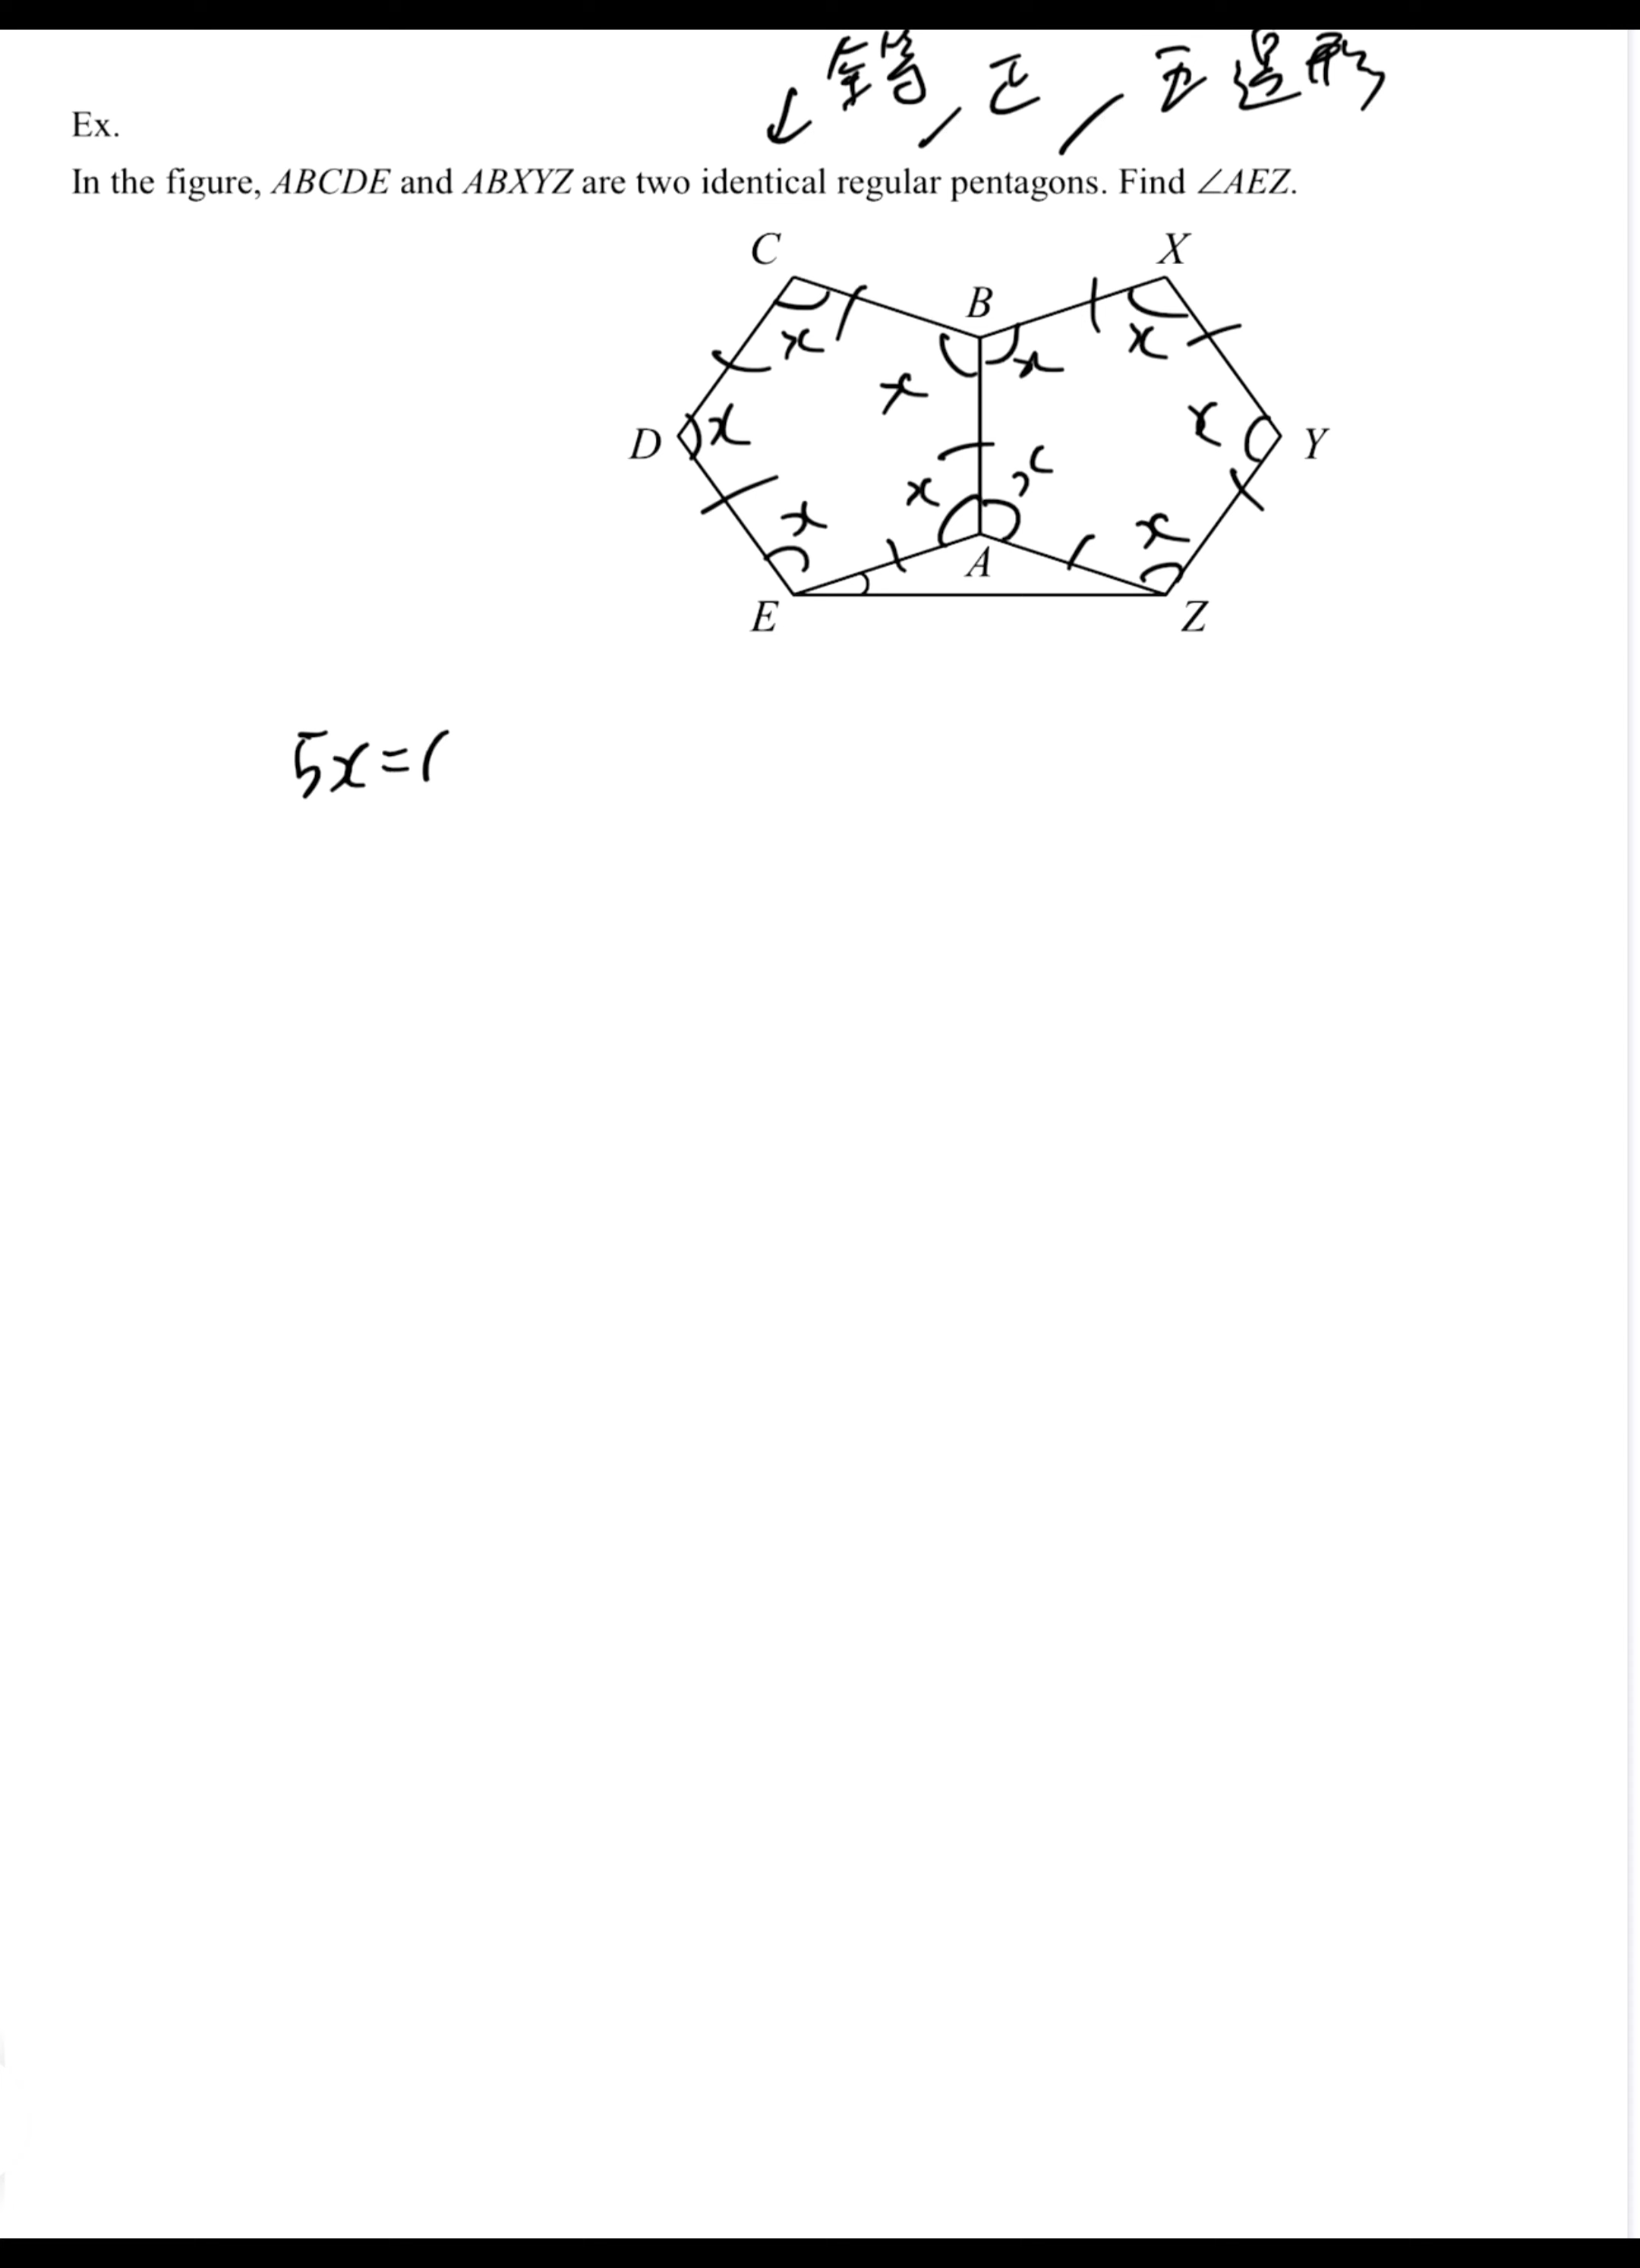 全等, 正, 五邊形
Ex.
In the figure, ABCDE and ABXYZ are two identical regular pentagons. Find ∠AEZ.
C X
B
x x
x x
D x x Y
x x
x x
A
E Z
5x=(